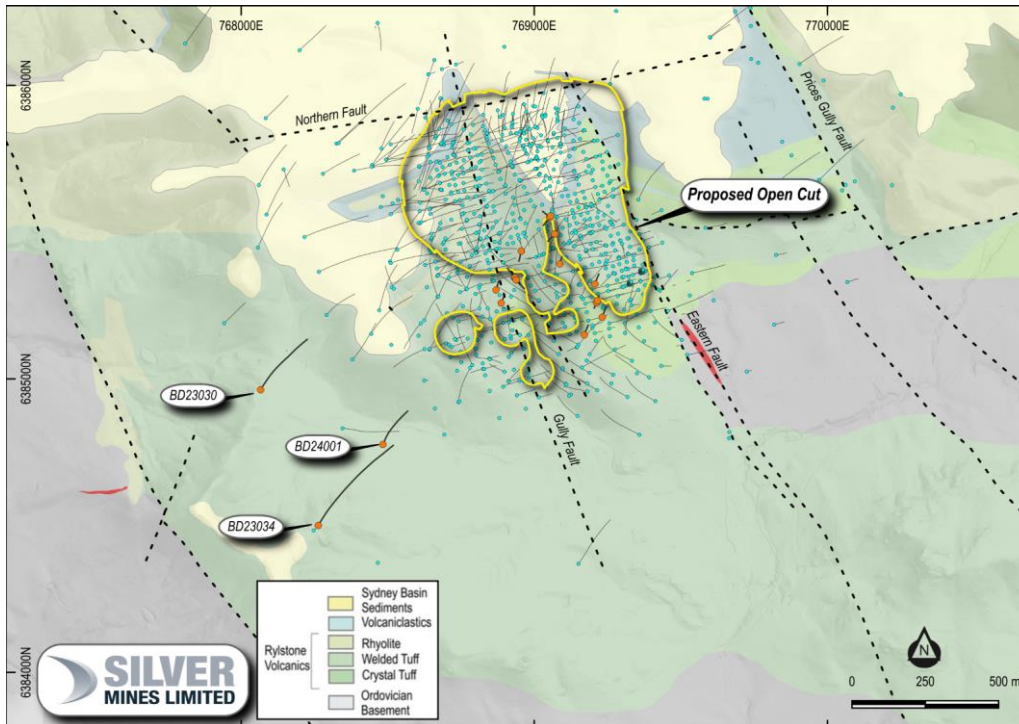 768000E
769000E
770000E
6386000N
6385000N
6384000N
Northern Fault
Prices Gully Fault
Proposed Open Cut
Eastern Fault
Gully Fault
BD23030
BD24001
BD23034
Sydney Basin
Sediments
Volcaniclastics
Rylstone
Volcanics
Rhyolite
Welded Tuff
Crystal Tuff
Ordovician
Basement
SILVER
MINES LIMITED
N
0 250 500 m